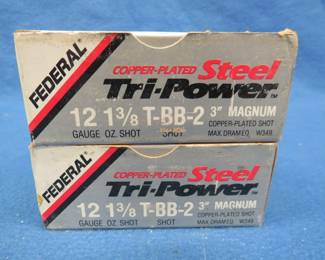 FEDERAL
COPPER-PLATED Steel
Tri-Power™
12 1 3/8 T-BB-2 3" MAGNUM
GAUGE OZ. SHOT SHOT COPPER-PLATED SHOT
MAX.DRAM EQ. W349
FEDERAL
COPPER-PLATED Steel
Tri-Power™
12 1 3/8 T-BB-2 3" MAGNUM
GAUGE OZ SHOT SHOT COPPER-PLATED SHOT
MAX.DRAM EQ. W349